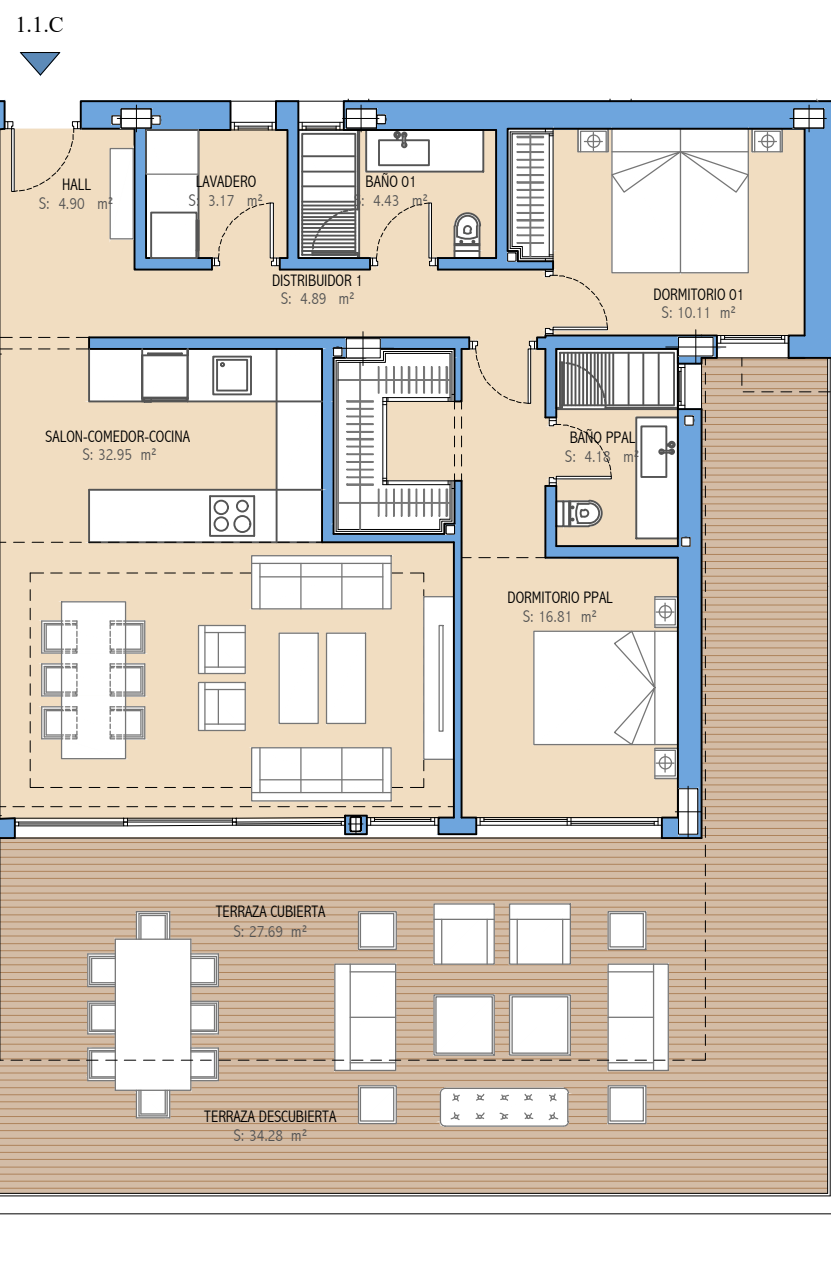 1.1.C
HALL
S: 4.90 m²
LAVADERO
S: 3.17 m²
BAÑO 01
S: 4.43 m²
DISTRIBUIDOR 1
S: 4.89 m²
DORMITORIO 01
S: 10.11 m²
SALON-COMEDOR-COCINA
S: 32.95 m²
BAÑO PPAL
S: 4.18 m²
DORMITORIO PPAL
S: 16.81 m²
TERRAZA CUBIERTA
S: 27.69 m²
TERRAZA DESCUBIERTA
S: 34.28 m²